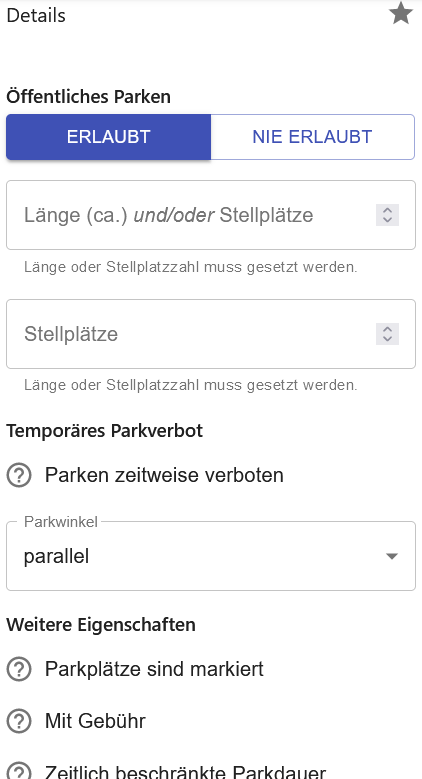 Details
Öffentliches Parken
ERLAUBT NIE ERLAUBT
Länge (ca.) und/oder Stellplätze
Länge oder Stellplatzzahl muss gesetzt werden.
Stellplätze
Länge oder Stellplatzzahl muss gesetzt werden.
Temporäres Parkverbot
Parken zeitweise verboten
Parkwinkel
parallel
Weitere Eigenschaften
Parkplätze sind markiert
Mit Gebühr
Zeitlich beschränkte Parkdauer